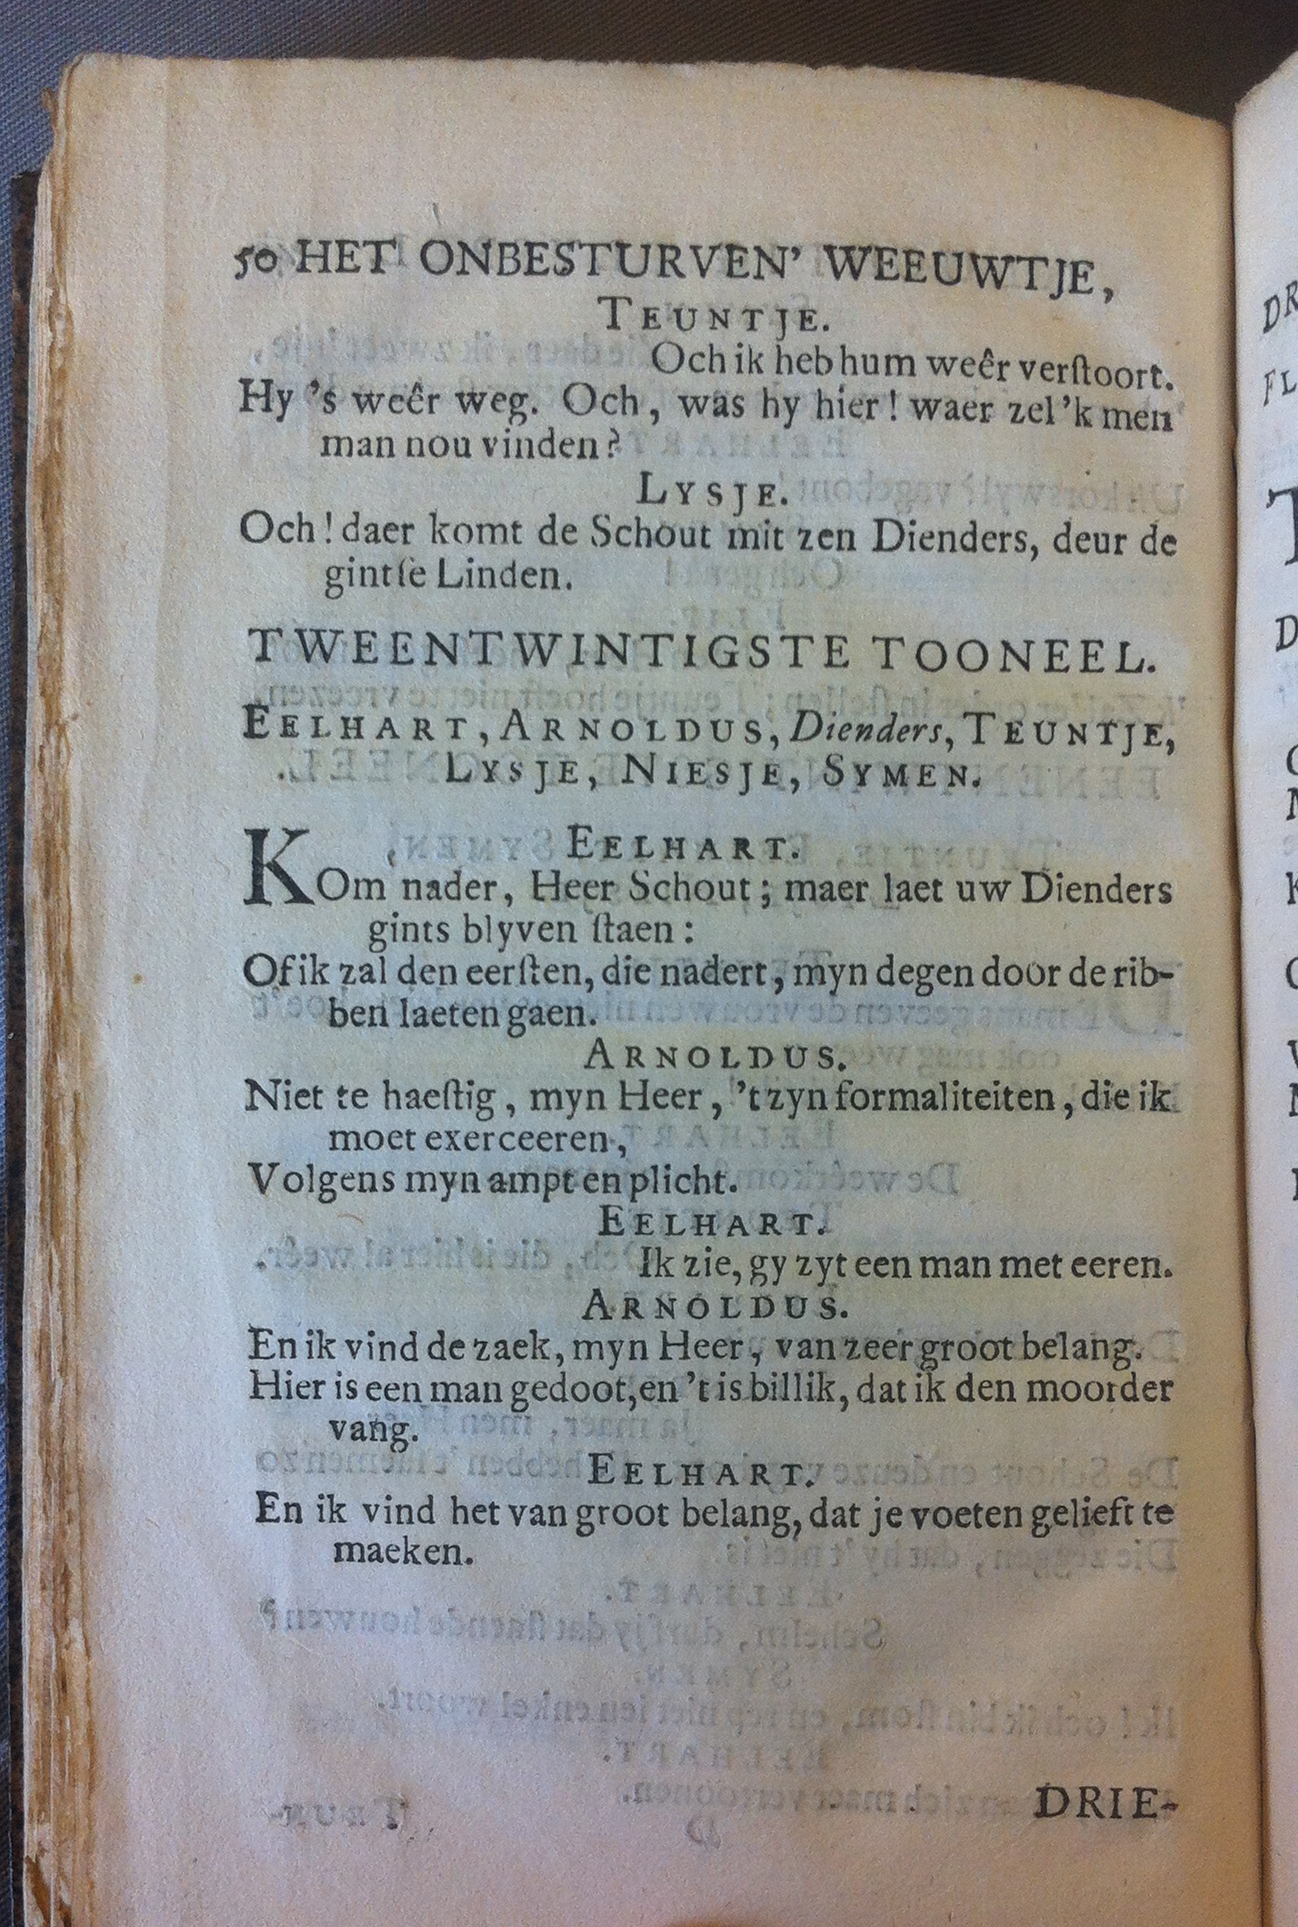 50 HET ONBESTURVEN' WEEUWTJE,
TEUNTJE.
Och ik heb hum weêr verſtoort.
Hy 's weêr weg. Och, was hy hier! waer zel 'k men
man nou vinden?
LYSJE.
Och! daer komt de Schout mit zen Dienders, deur de
gintſe Linden.
TWEENTWINTIGSTE TOONEEL.
EELHART, ARNOLDUS, Dienders, TEUNTJE,
LYSJE, NIESJE, SYMEN.
EELHART.
KOm nader, Heer Schout; maer laet uw Dienders
gints blyven ſtaen:
Of ik zal den eerſten, die nadert, myn degen door de rib-
ben laeten gaen.
ARNOLDUS.
Niet te haeſtig, myn Heer, 't zyn formaliteiten, die ik
moet exerceeren,
Volgens myn ampt en plicht.
EELHART.
Ik zie, gy zyt een man met eeren.
ARNOLDUS.
En ik vind de zaek, myn Heer, van zeer groot belang.
Hier is een man gedoot, en 't is billik, dat ik den moorder
vang.
EELHART.
En ik vind het van groot belang, dat je voeten gelieft te
maeken.
DRIE-